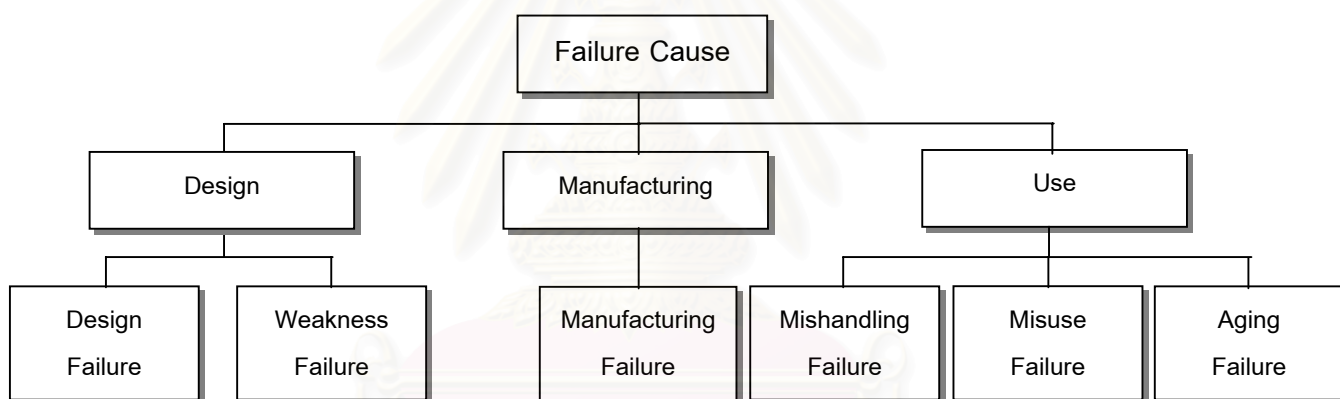 Failure Cause
Design
Manufacturing
Use
Design
Failure
Weakness
Failure
Manufacturing
Failure
Mishandling
Failure
Misuse
Failure
Aging
Failure